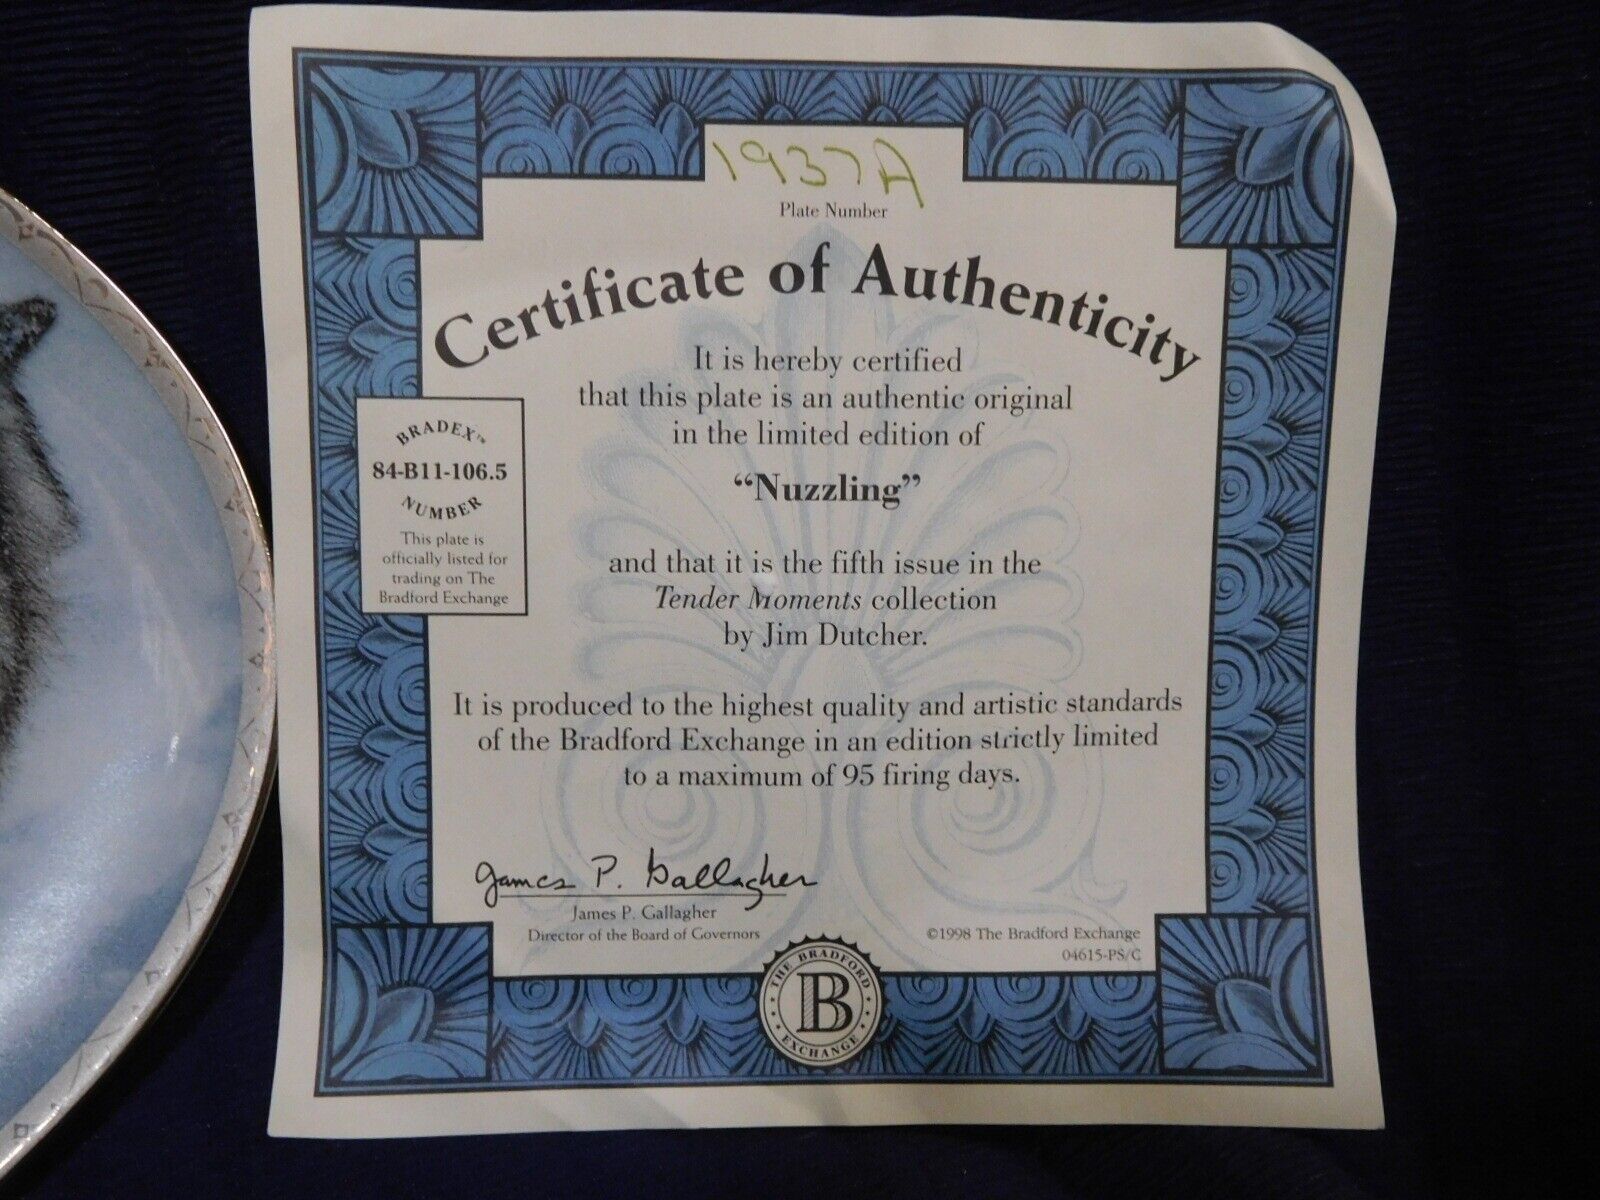 1937A
Plate Number
Certificate of Authenticity
It is hereby certified
that this plate is an authentic original
in the limited edition of
“Nuzzling”
BRADEX™
84-B11-106.5
NUMBER
This plate is
officially listed for
trading on The
Bradford Exchange
and that it is the fifth issue in the
Tender Moments collection
by Jim Dutcher.
It is produced to the highest quality and artistic standards
of the Bradford Exchange in an edition strictly limited
to a maximum of 95 firing days.
James P. Gallagher
James P. Gallagher
Director of the Board of Governors
©1998 The Bradford Exchange
04615-PS/C
THE BRADFORD
B
EXCHANGE